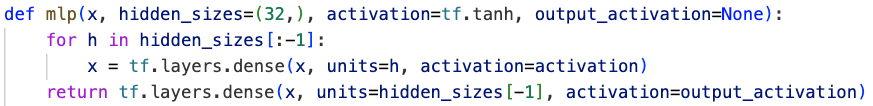 def mlp(x, hidden_sizes=(32,), activation=tf.tanh, output_activation=None):
    for h in hidden_sizes[:-1]:
        x = tf.layers.dense(x, units=h, activation=activation)
    return tf.layers.dense(x, units=hidden_sizes[-1], activation=output_activation)